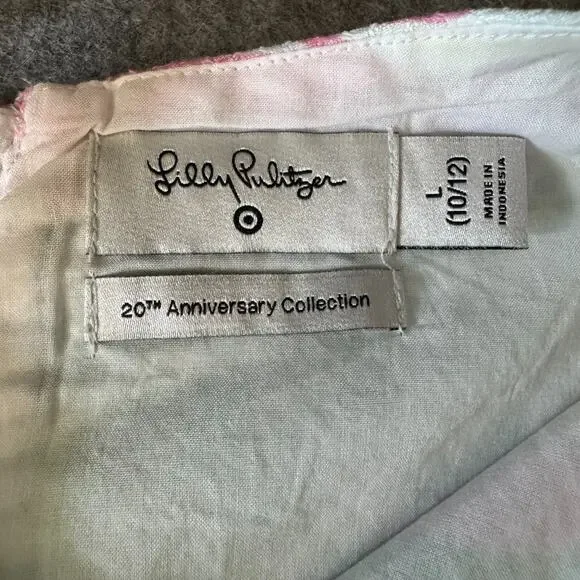 Lilly Pulitzer
20™ Anniversary Collection
L
(10/12)
MADE IN
INDONESIA